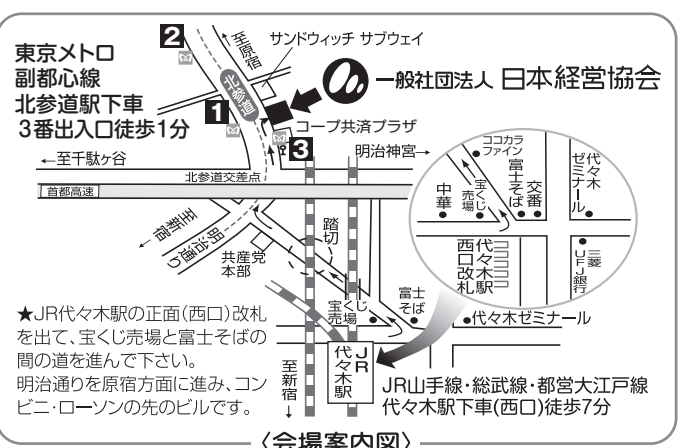 東京メトロ
副都心線
北参道駅下車
3番出入口徒歩1分
2
至原宿
サンドウィッチ サブウェイ
北参道
一般社団法人 日本経営協会
1
コープ共済プラザ
3
←至千駄ヶ谷
明治神宮→
北参道交差点
首都高速
至新宿
明治通り
共産党
本部
踏切
ココカラ
ファイン
中華
宝くじ
売場
富士そば
交番
代々木
ゼミナール
代々木駅
西口改札
三菱
UFJ銀行
宝くじ
売場
富士
そば
代々木ゼミナール
★JR代々木駅の正面(西口)改札
を出て、宝くじ売場と富士そばの
間の道を進んで下さい。
明治通りを原宿方面に進み、コン
ビニ・ローソンの先のビルです。
至新宿
↓
JR
代々木駅
JR山手線・総武線・都営大江戸線
代々木駅下車(西口)徒歩7分
〈会場案内図〉